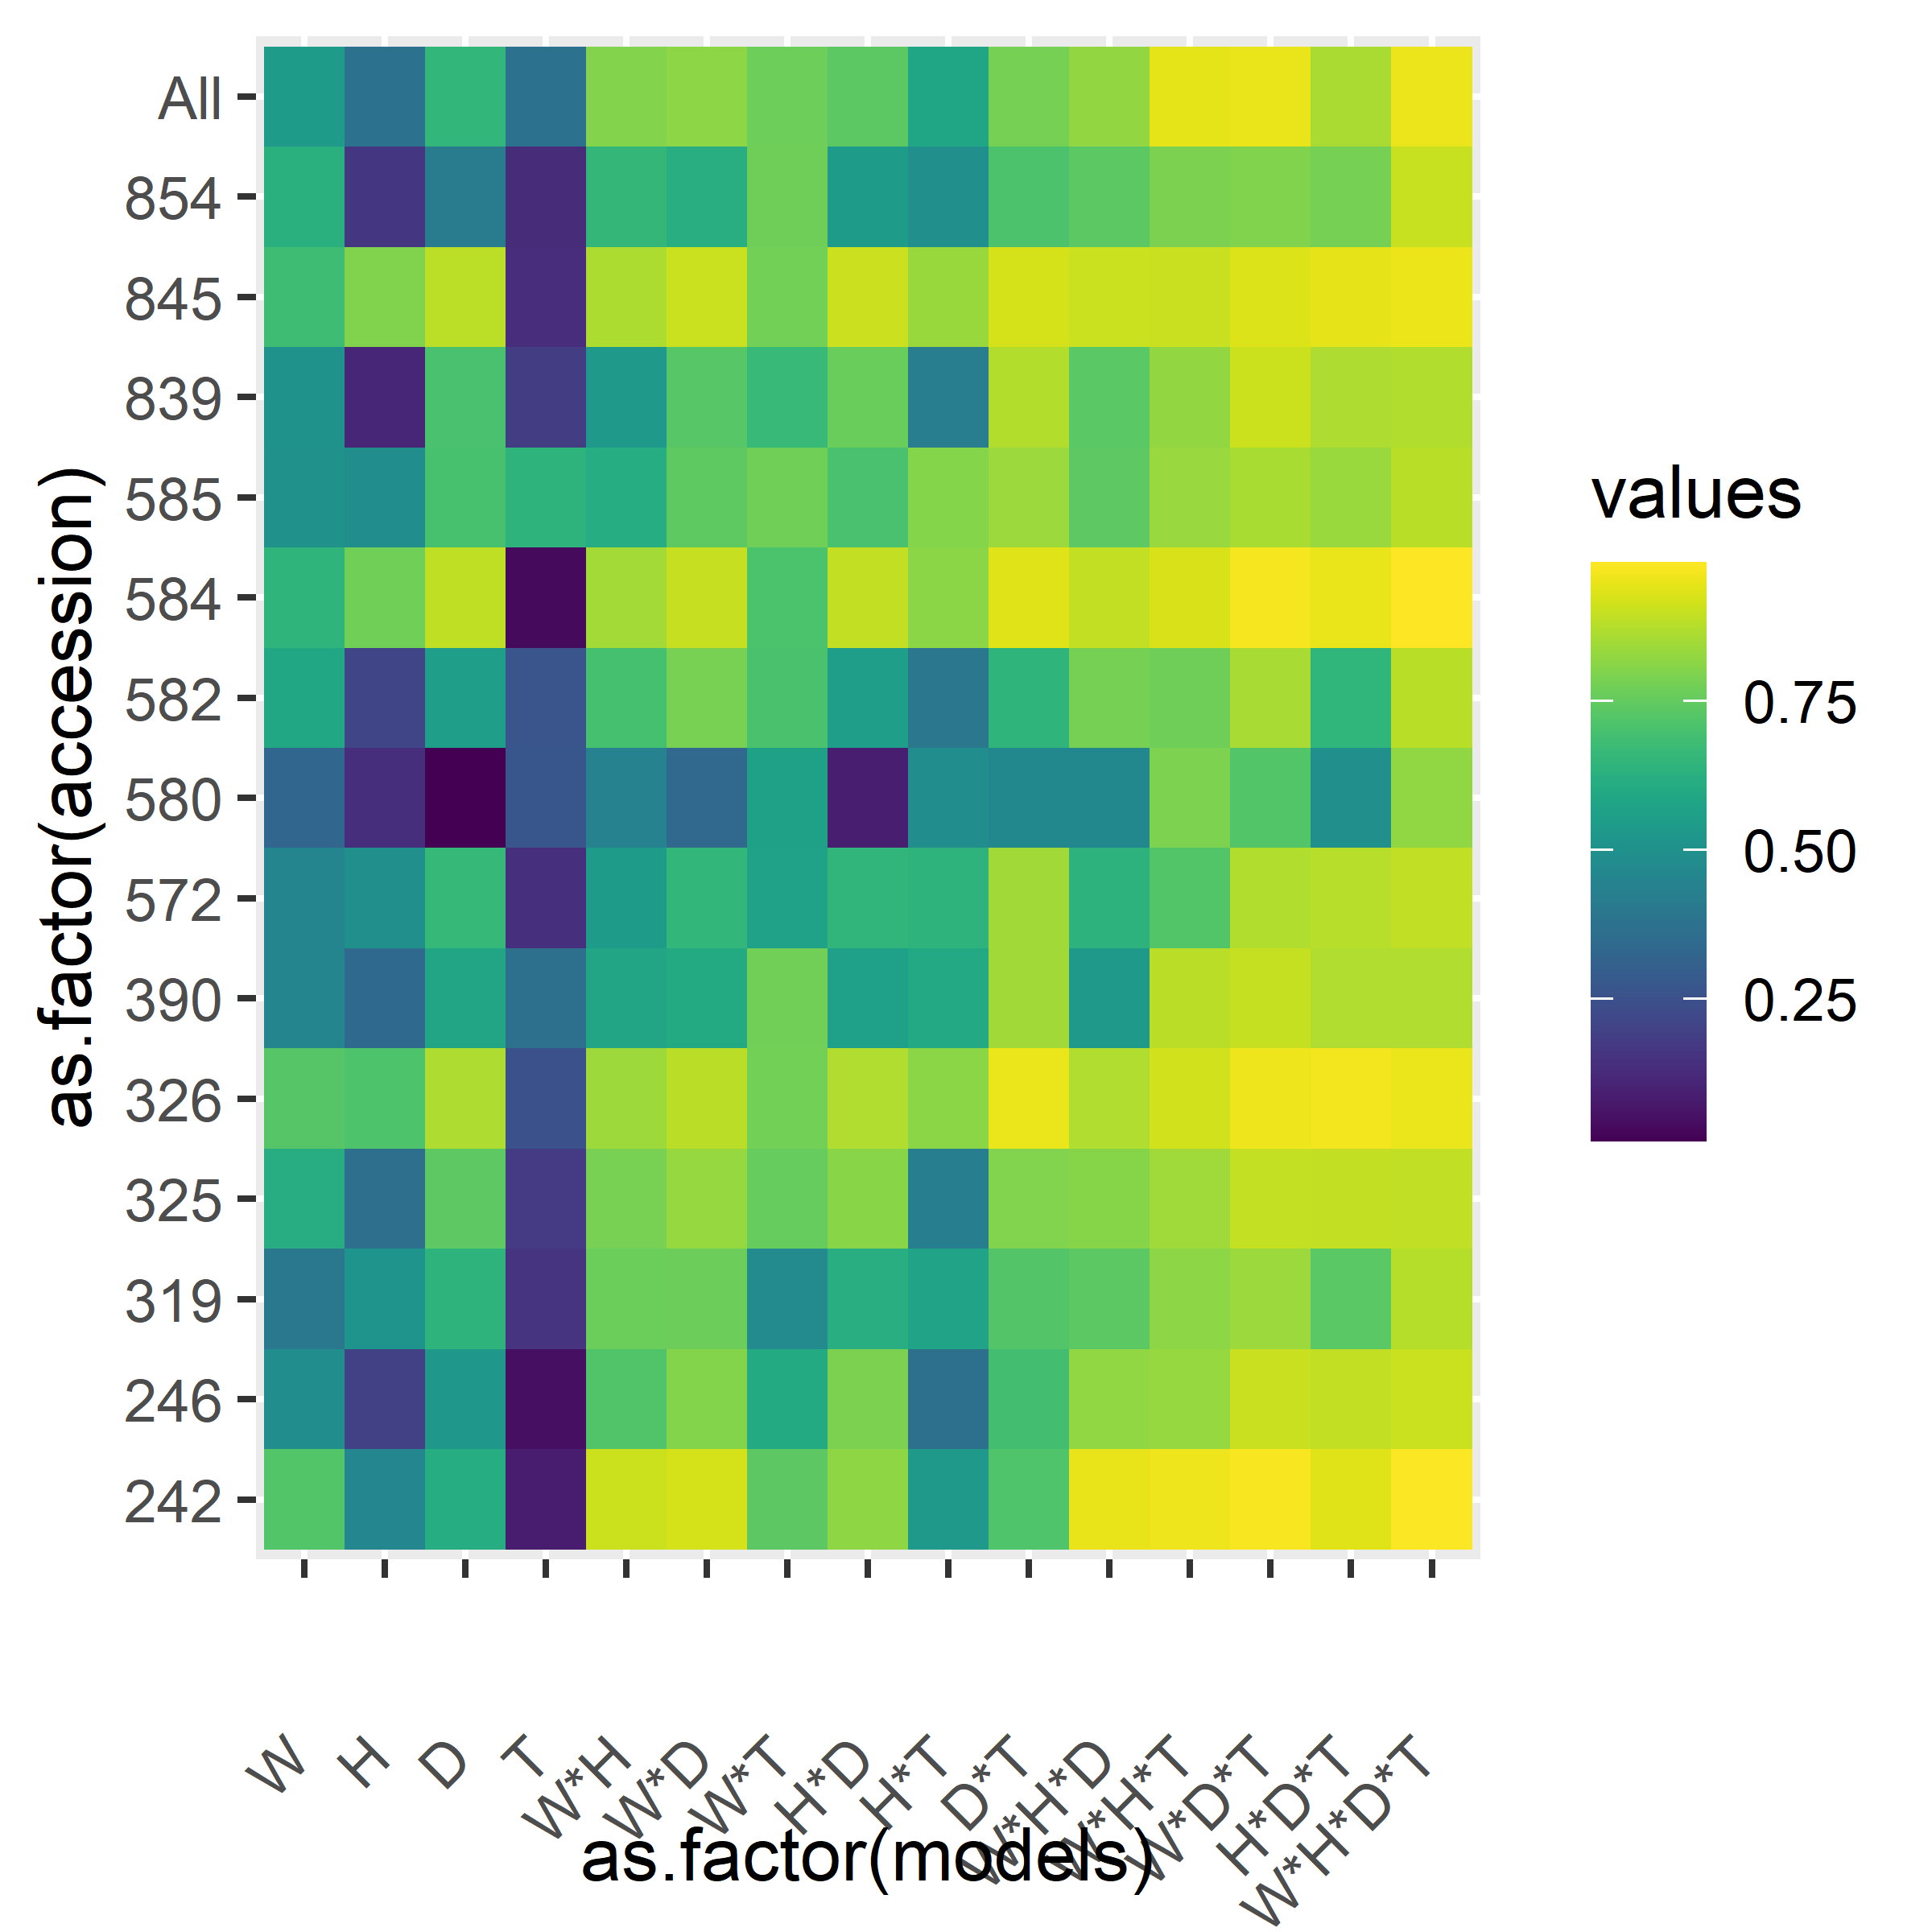 as.factor(accession)
All
854
845
839
585
584
582
580
572
390
326
325
319
246
242
W
H
D
T
W*H
W*D
W*T
H*D
H*T
D*T
W*H*D
W*H*T
W*D*T
H*D*T
W*H*D*T
as.factor(models)
values
0.75
0.50
0.25